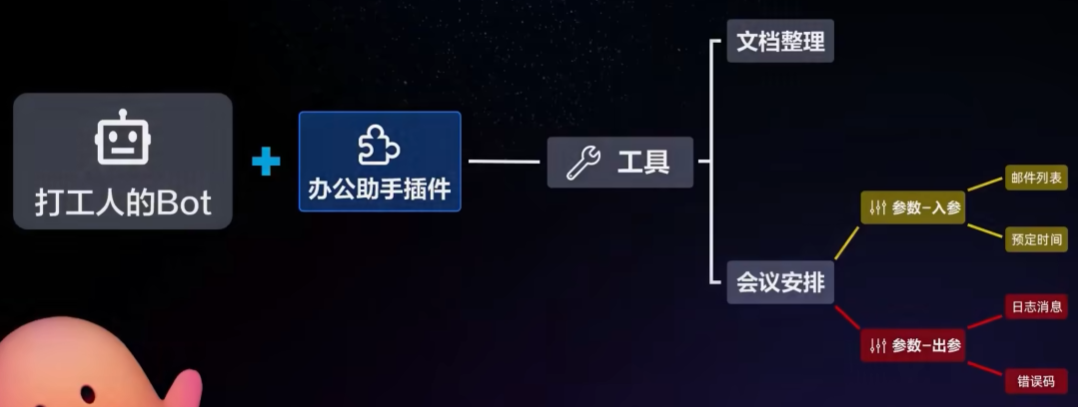 打工人的Bot
办公助手插件
工具
文档整理
会议安排
参数-入参
邮件列表
预定时间
参数-出参
日志消息
错误码